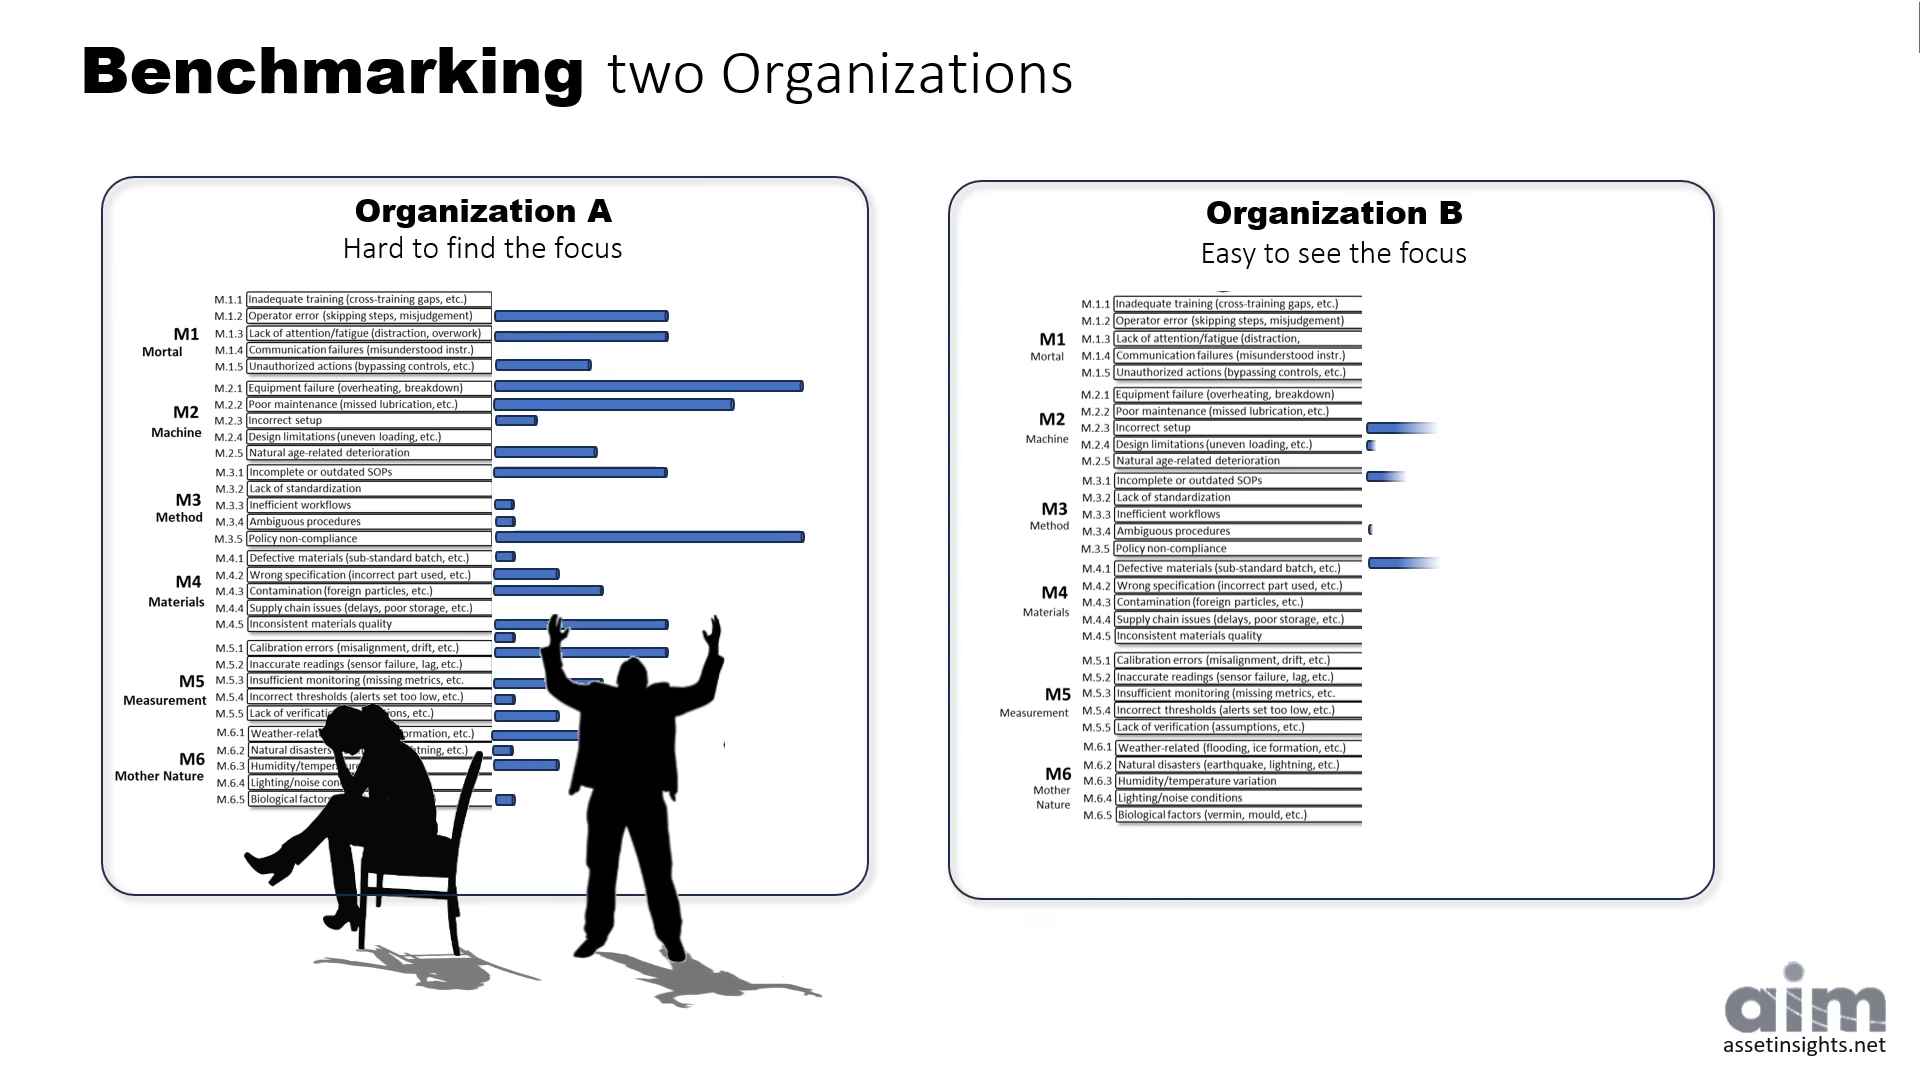 Benchmarking two Organizations
Organization A
Hard to find the focus
M1
Mortal
M.1.1 Inadequate training (cross-training gaps, etc.)
M.1.2 Operator error (skipping steps, misjudgement)
M.1.3 Lack of attention/fatigue (distraction, overwork)
M.1.4 Communication failures (misunderstood instr.)
M.1.5 Unauthorized actions (bypassing controls, etc.)
M2
Machine
M.2.1 Equipment failure (overheating, breakdown)
M.2.2 Poor maintenance (missed lubrication, etc.)
M.2.3 Incorrect setup
M.2.4 Design limitations (uneven loading, etc.)
M.2.5 Natural age-related deterioration
M3
Method
M.3.1 Incomplete or outdated SOPs
M.3.2 Lack of standardization
M.3.3 Inefficient workflows
M.3.4 Ambiguous procedures
M.3.5 Policy non-compliance
M4
Materials
M.4.1 Defective materials (sub-standard batch, etc.)
M.4.2 Wrong specification (incorrect part used, etc.)
M.4.3 Contamination (foreign particles, etc.)
M.4.4 Supply chain issues (delays, poor storage, etc.)
M.4.5 Inconsistent materials quality
M5
Measurement
M.5.1 Calibration errors (misalignment, drift, etc.)
M.5.2 Inaccurate readings (sensor failure, lag, etc.)
M.5.3 Insufficient monitoring (missing metrics, etc.
M.5.4 Incorrect thresholds (alerts set too low, etc.)
M.5.5 Lack of etc.)
M6
Mother Nature
M.6.1 etc.)
M.6.2 Natural disasters etc.)
M.6.3
M.6.4 Lighting/noise
M.6.5 Biological
Organization B
Easy to see the focus
M1
Mortal
M.1.1 Inadequate training (cross-training gaps, etc.)
M.1.2 Operator error (skipping steps, misjudgement)
M.1.3 Lack of attention/fatigue (distraction,
M.1.4 Communication failures (misunderstood instr.)
M.1.5 Unauthorized actions (bypassing controls, etc.)
M2
Machine
M.2.1 Equipment failure (overheating, breakdown)
M.2.2 Poor maintenance (missed lubrication, etc.)
M.2.3 Incorrect setup
M.2.4 Design limitations (uneven loading, etc.)
M.2.5 Natural age-related deterioration
M3
Method
M.3.1 Incomplete or outdated SOPs
M.3.2 Lack of standardization
M.3.3 Inefficient workflows
M.3.4 Ambiguous procedures
M.3.5 Policy non-compliance
M4
Materials
M.4.1 Defective materials (sub-standard batch, etc.)
M.4.2 Wrong specification (incorrect part used, etc.)
M.4.3 Contamination (foreign particles, etc.)
M.4.4 Supply chain issues (delays, poor storage, etc.)
M.4.5 Inconsistent materials quality
M5
Measurement
M.5.1 Calibration errors (misalignment, drift, etc.)
M.5.2 Inaccurate readings (sensor failure, lag, etc.)
M.5.3 Insufficient monitoring (missing metrics, etc.
M.5.4 Incorrect thresholds (alerts set too low, etc.)
M.5.5 Lack of verification (assumptions, etc.)
M6
Mother
Nature
M.6.1 Weather-related (flooding, ice formation, etc.)
M.6.2 Natural disasters (earthquake, lightning, etc.)
M.6.3 Humidity/temperature variation
M.6.4 Lighting/noise conditions
M.6.5 Biological factors (vermin, mould, etc.)
aim
assetinsights.net